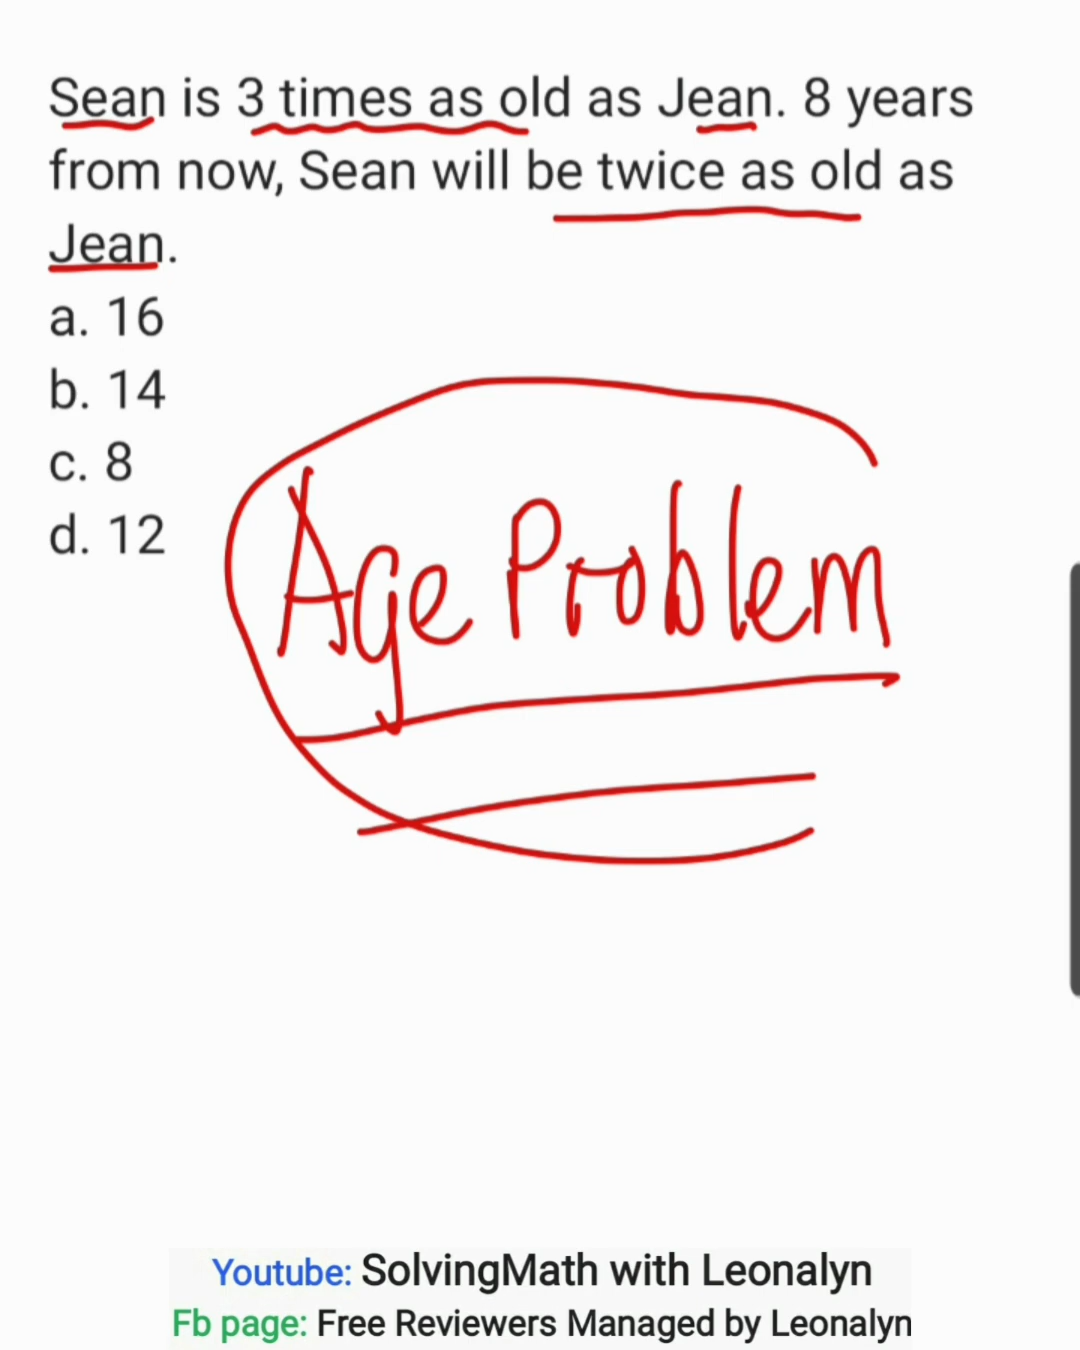 Sean is 3 times as old as Jean. 8 years
from now, Sean will be twice as old as
Jean.
a. 16
b. 14
c. 8
d. 12
Age Problem
Youtube: SolvingMath with Leonalyn
Fb page: Free Reviewers Managed by Leonalyn